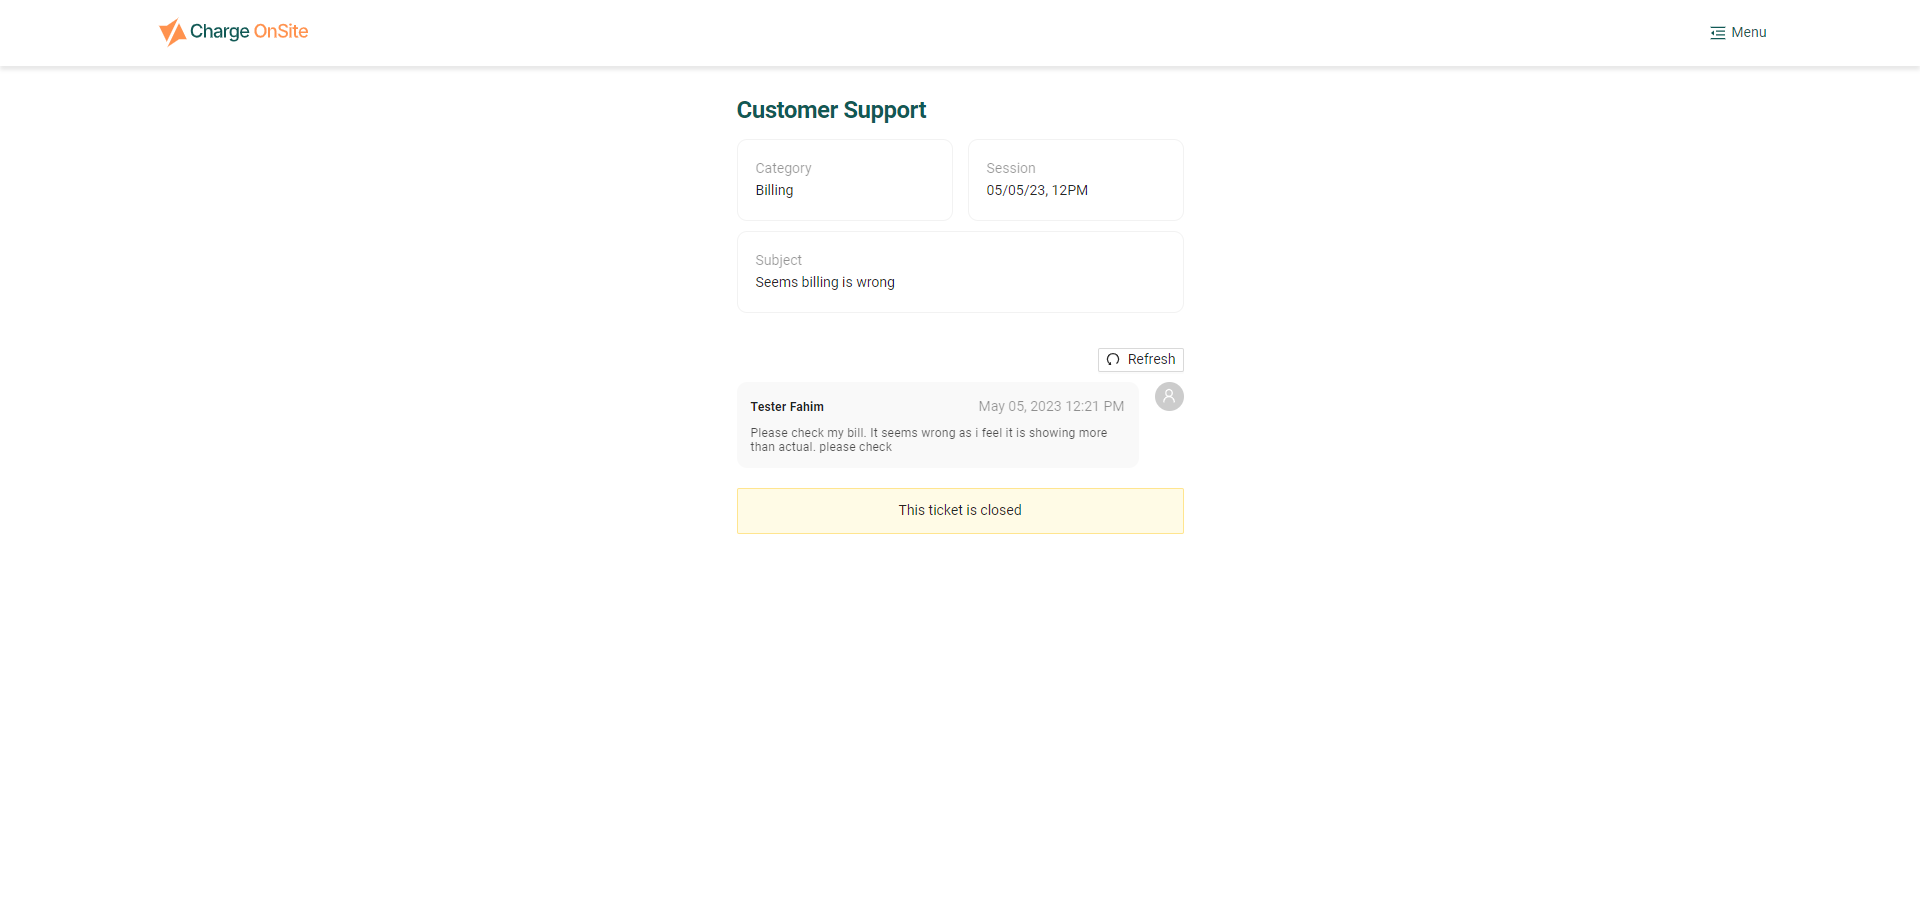 Charge OnSite
Menu
Customer Support
Category
Billing
Session
05/05/23, 12PM
Subject
Seems billing is wrong
Refresh
Tester Fahim
May 05, 2023 12:21 PM
Please check my bill. It seems wrong as i feel it is showing more
than actual. please check
This ticket is closed